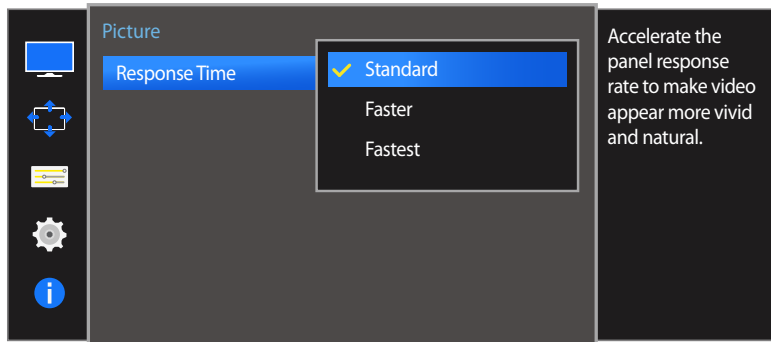 Picture
Response Time
Standard
Faster
Fastest
Accelerate the
panel response
rate to make video
appear more vivid
and natural.